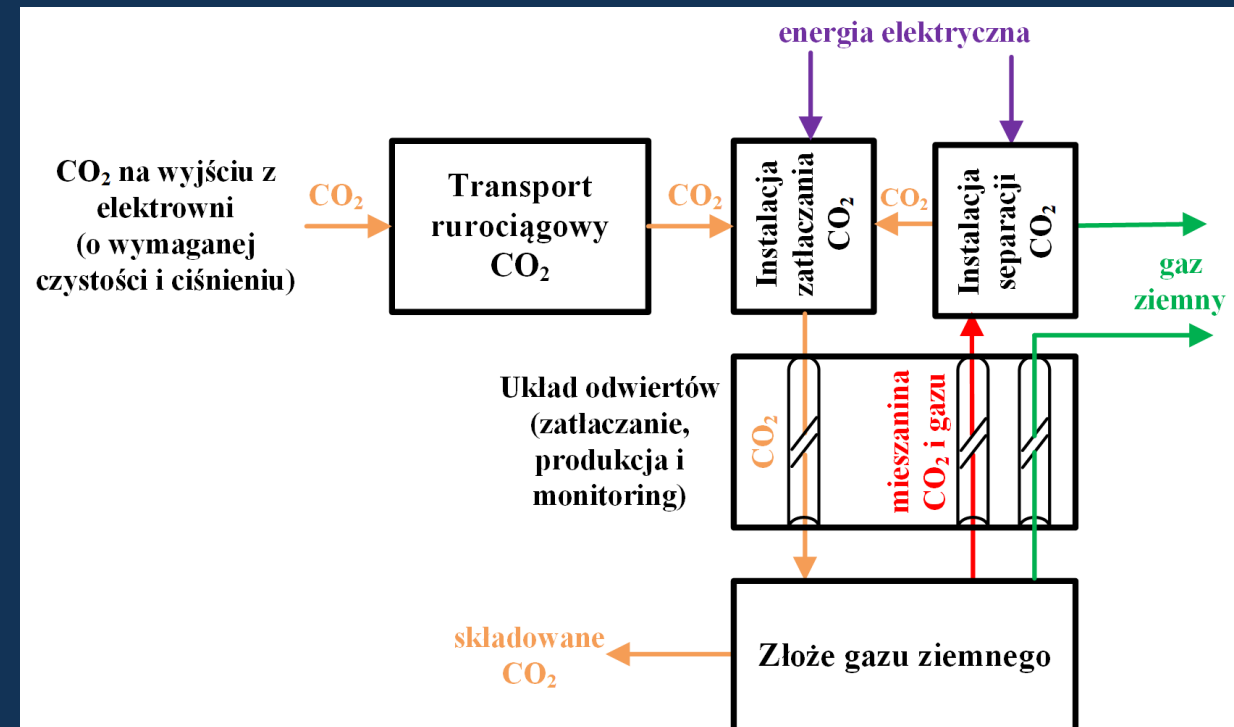 energia elektryczna
CO₂ na wyjściu z
elektrowni
(o wymaganej
czystości i ciśnieniu)
CO₂
Transport
rurociągowy
CO₂
CO₂
Instalacja
zatłaczania
CO₂
CO₂
Instalacja
separacji
CO₂
gaz
ziemny
Układ odwiertów
(zatłaczanie,
produkcja i
monitoring)
CO₂
mieszanina
CO₂ i gazu
składowane
CO₂
Złoże gazu ziemnego